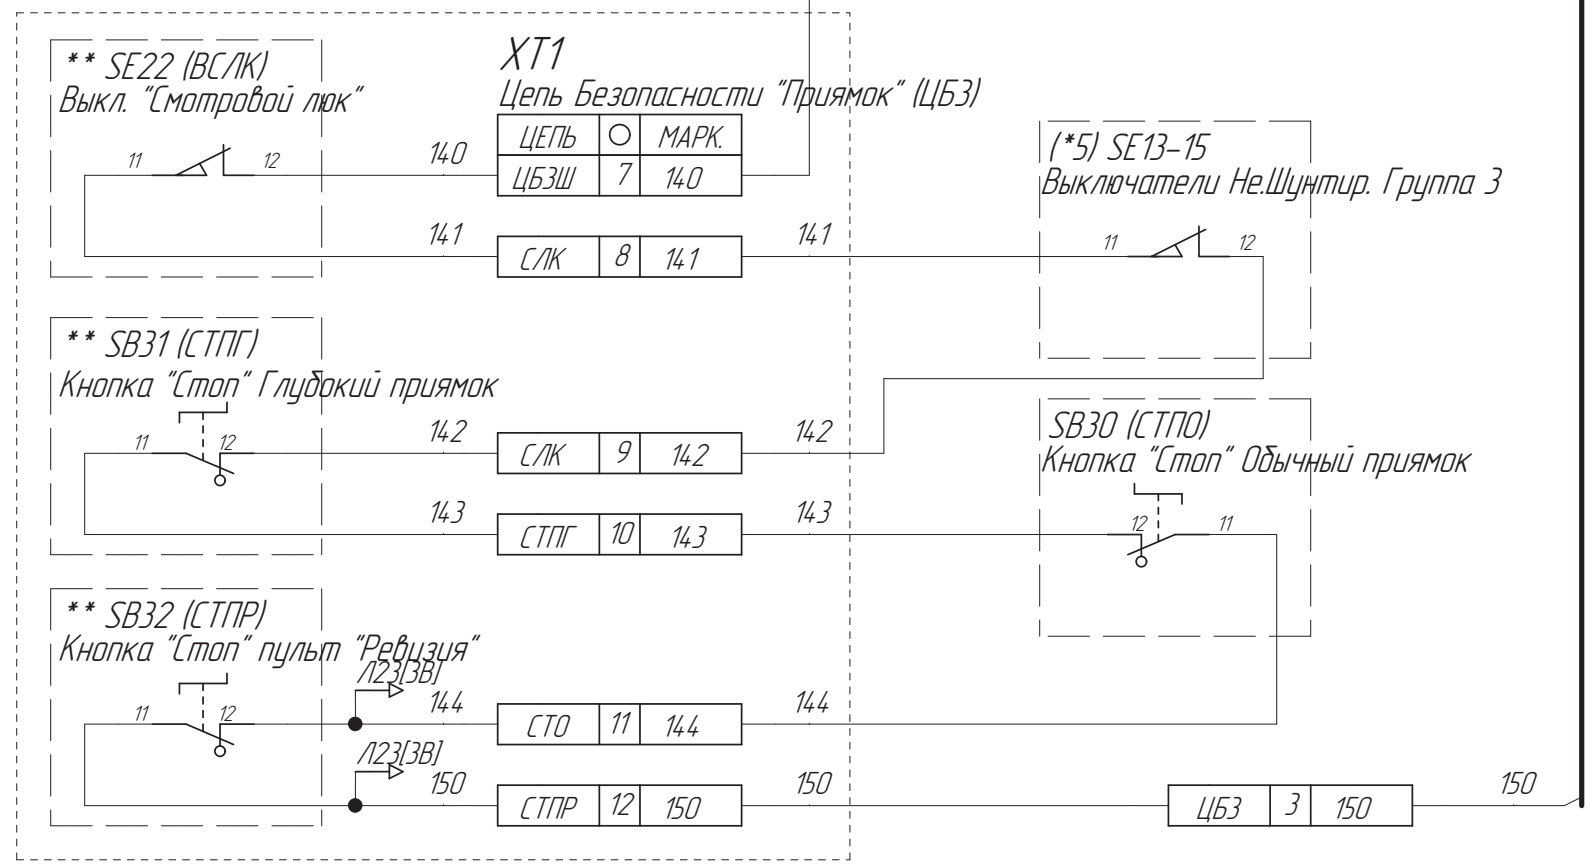 ** SE22 (ВСЛК)
Выкл. "Смотровой люк"
11 12
140
141
XT1
Цепь Безопасности "Приямок" (ЦБЗ)
ЦЕПЬ МАРК.
ЦБЗШ 7 140
СЛК 8 141
141
(*5) SE13-15
Выключатели Не.Шунтир. Группа 3
11 12
** SB31 (СТПГ)
Кнопка "Стоп" Глубокий приямок
11 12
142
СЛК 9 142
142
143
СТПГ 10 143
143
SB30 (СТПО)
Кнопка "Стоп" Обычный приямок
12 11
** SB32 (СТПР)
Кнопка "Стоп" пульт "Ревизия"
Л23[3В]
11 12
144
СТО 11 144
144
Л23[3В]
150
СТПР 12 150
150
ЦБЗ 3 150
150